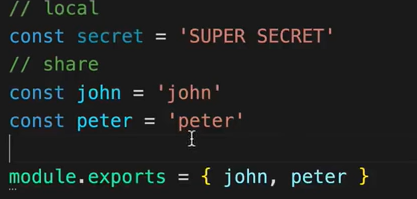 // local
const secret = 'SUPER SECRET'
// share
const john = 'john'
const peter = 'peter'
module.exports = { john, peter }